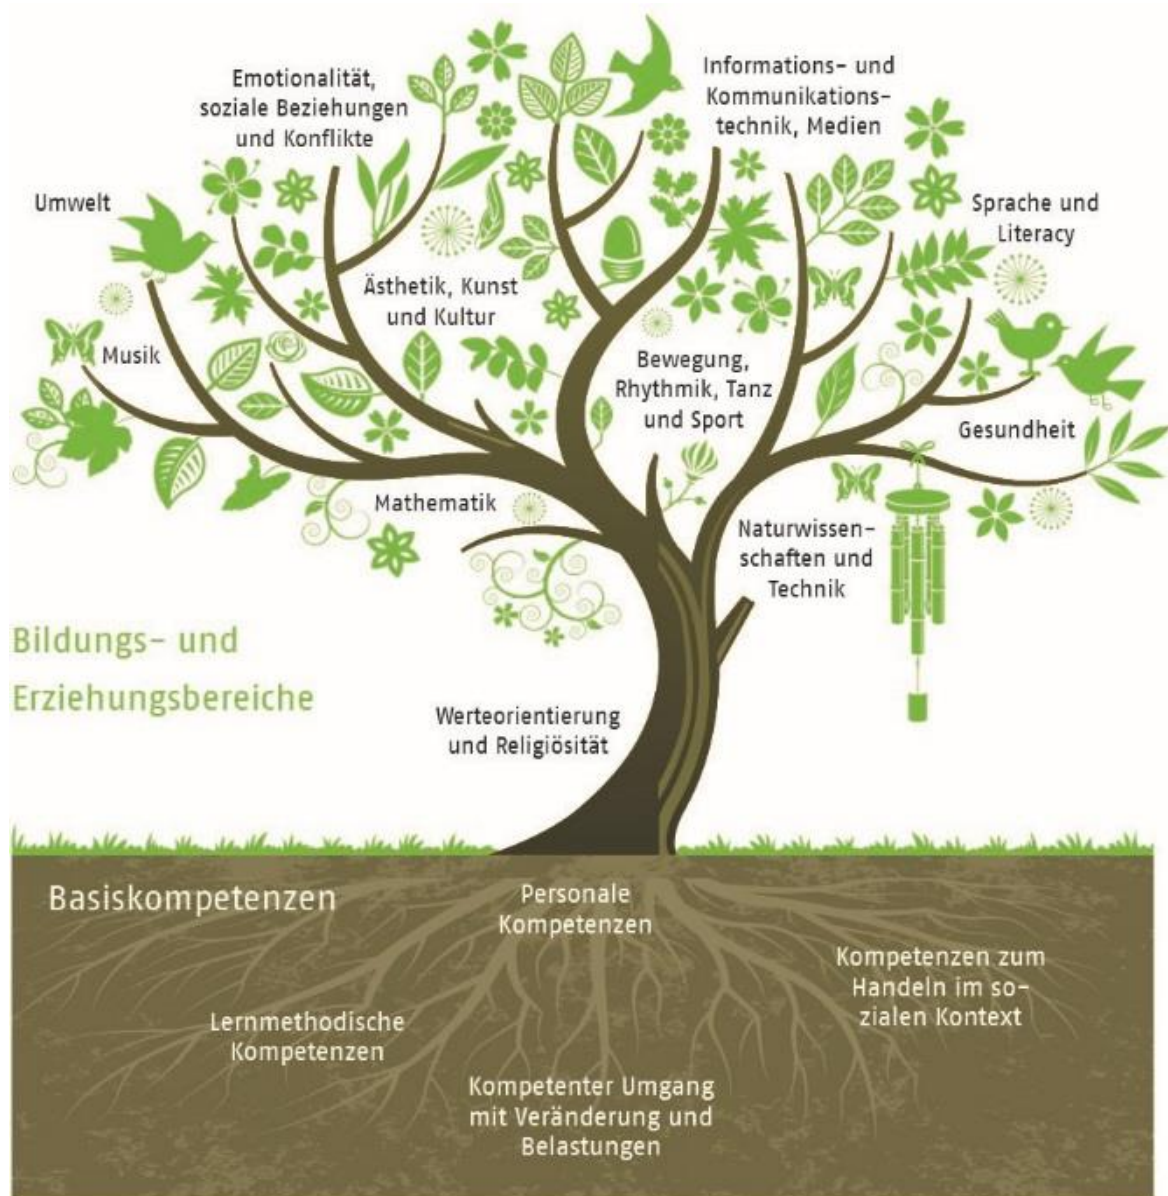 Emotionalität,
soziale Beziehungen
und Konflikte
Informations- und
Kommunikations-
technik, Medien
Umwelt
Sprache und
Literacy
Ästhetik, Kunst
und Kultur
Musik
Bewegung,
Rhythmik, Tanz
und Sport
Gesundheit
Mathematik
Naturwissen-
schaften und
Technik
Bildungs- und
Erziehungsbereiche
Werteorientierung
und Religiösität
Basiskompetenzen
Personale
Kompetenzen
Kompetenzen zum
Handeln im so-
zialen Kontext
Lernmethodische
Kompetenzen
Kompetenter Umgang
mit Veränderung und
Belastungen